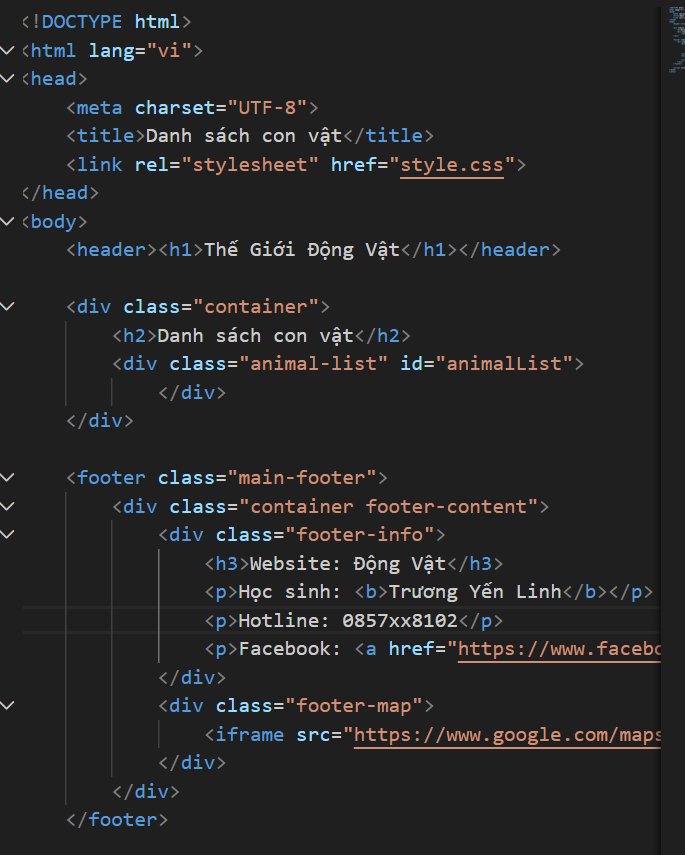 <!DOCTYPE html>
<html lang="vi">
<head>
    <meta charset="UTF-8">
    <title>Danh sách con vật</title>
    <link rel="stylesheet" href="style.css">
</head>
<body>
    <header><h1>Thế Giới Động Vật</h1></header>

    <div class="container">
        <h2>Danh sách con vật</h2>
        <div class="animal-list" id="animalList">
            </div>
    </div>

    <footer class="main-footer">
        <div class="container footer-content">
            <div class="footer-info">
                <h3>Website: Động Vật</h3>
                <p>Học sinh: <b>Trương Yến Linh</b></p>
                <p>Hotline: 0857xx8102</p>
                <p>Facebook: <a href="https://www.facebo
            </div>
            <div class="footer-map">
                <iframe src="https://www.google.com/maps
            </div>
        </div>
    </footer>